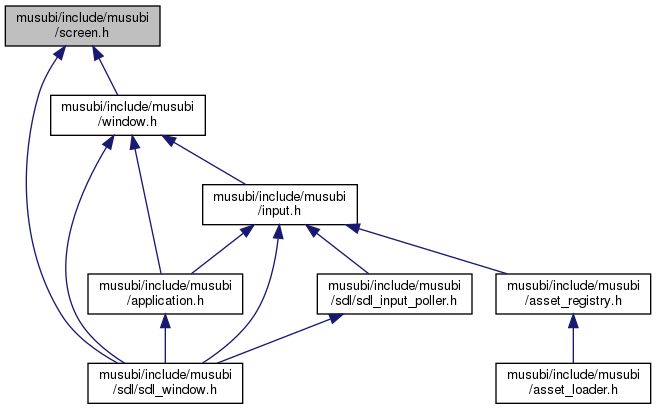 musubi/include/musubi
/screen.h
musubi/include/musubi
/window.h
musubi/include/musubi
/input.h
musubi/include/musubi
/application.h
musubi/include/musubi
/sdl/sdl_input_poller.h
musubi/include/musubi
/asset_registry.h
musubi/include/musubi
/sdl/sdl_window.h
musubi/include/musubi
/asset_loader.h